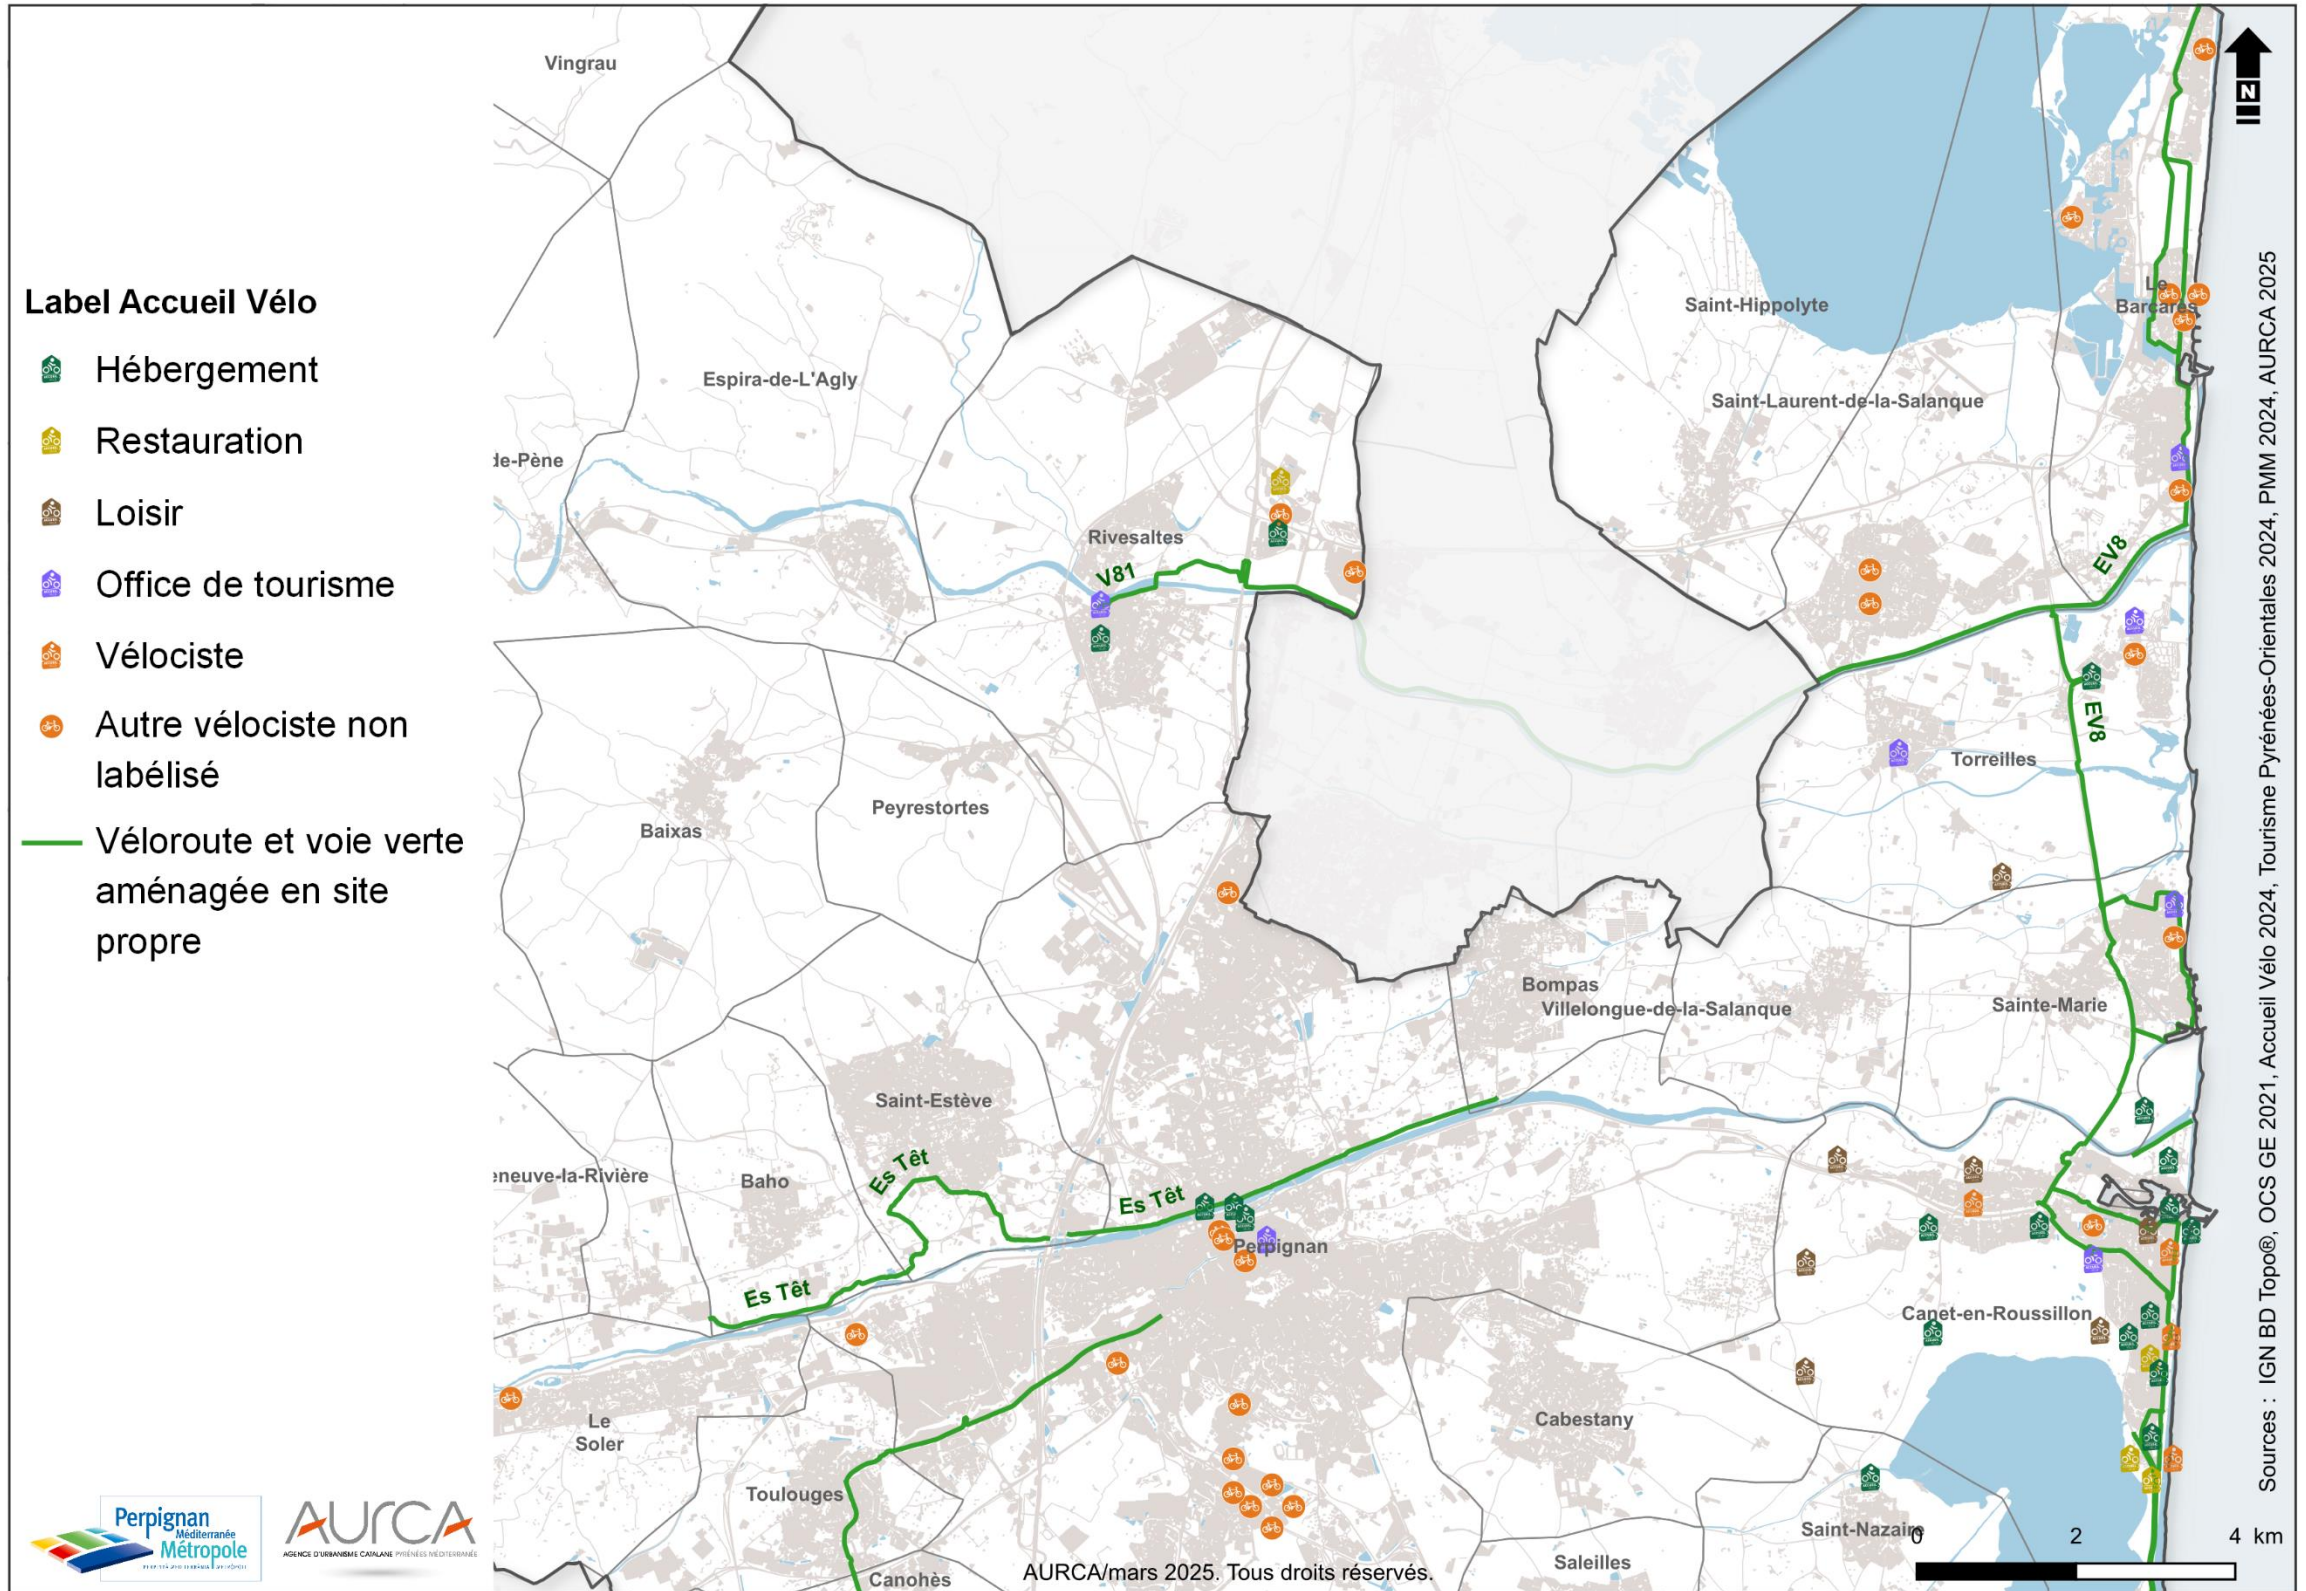 Label Accueil Vélo
Hébergement
Restauration
Loisir
Office de tourisme
Vélociste
Autre vélociste non
labélisé
Véloroute et voie verte
aménagée en site
propre
Vingrau
Saint-Hippolyte
Le
Barcarès
Espira-de-L'Agly
Saint-Laurent-de-la-Salanque
de-Pène
Rivesaltes
V81
EV8
EV8
Torreilles
Peyrestortes
Baixas
Bompas
Villelongue-de-la-Salanque
Sainte-Marie
Saint-Estève
Es Têt
eneuve-la-Rivière
Baho
Es Têt
Perpignan
Es Têt
Canet-en-Roussillon
Le
Soler
Cabestany
Toulouges
Saint-Nazaire
Saleilles
Canohès
N
0 2 4 km
Sources : IGN BD Topo®, OCS GE 2021, Accueil Vélo 2024, Tourisme Pyrénées-Orientales 2024, PMM 2024, AURCA 2025
AURCA/mars 2025. Tous droits réservés.
Perpignan
Méditerranée
Métropole
AURCA
AGENCE D'URBANISME CATALANE PYRÉNÉES MÉDITERRANÉE